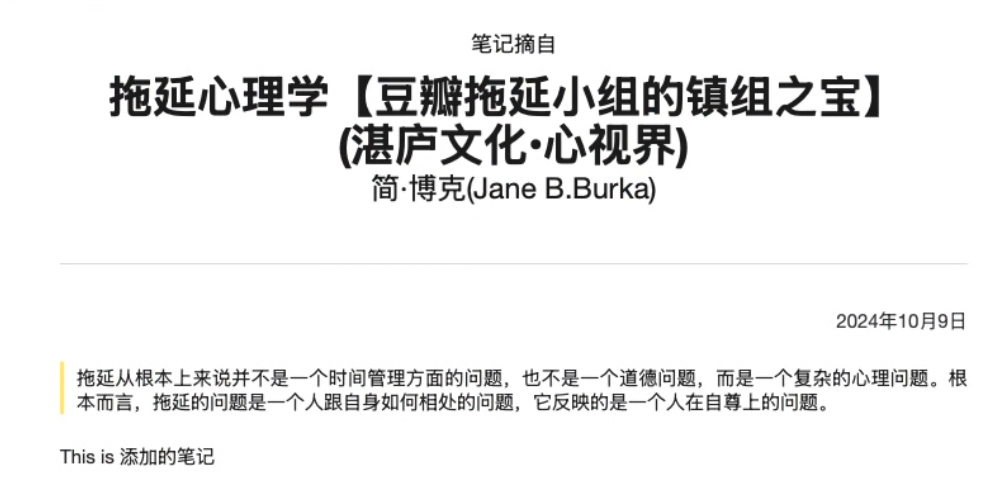 笔记摘自
拖延心理学【豆瓣拖延小组的镇组之宝】
(湛庐文化•心视界)
简·博克(Jane B.Burka)
2024年10月9日
拖延从根本上来说并不是一个时间管理方面的问题，也不是一个道德问题，而是一个复杂的心理问题。根
本而言，拖延的问题是一个人跟自身如何相处的问题，它反映的是一个人在自尊上的问题。
This is 添加的笔记